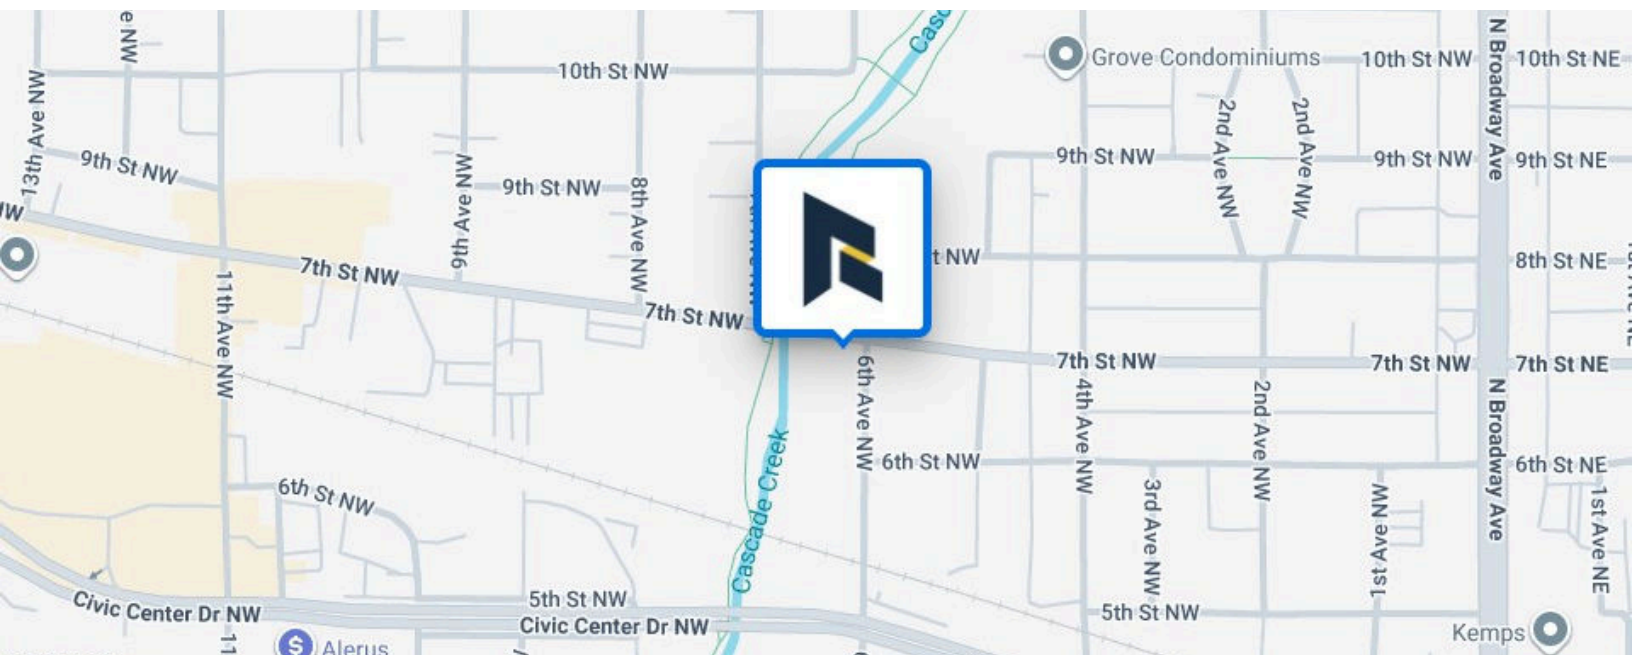 e NW
Casc
N Broadway Ave
Grove Condominiums
10th St NW
10th St NE
10th St NW
13th Ave NW
2nd Ave NW
2nd Ave NW
9th St NW
9th St NW
9th St NE
9th St NW
9th Ave NW
9th St NW
8th Ave NW
NW
t NW
8th St NE
7th St NW
11th Ave NW
7th St NW
7th St NW
7th St NW
7th St NE
6th Ave NW
4th Ave NW
2nd Ave NW
N Broadway Ave
Cascade Creek
6th St NW
6th St NE
6th St NW
3rd Ave NW
1st Ave NW
1st Ave NE
5th St NW
Civic Center Dr NW
Civic Center Dr NW
5th St NW
Kemps
11
$ Alerus